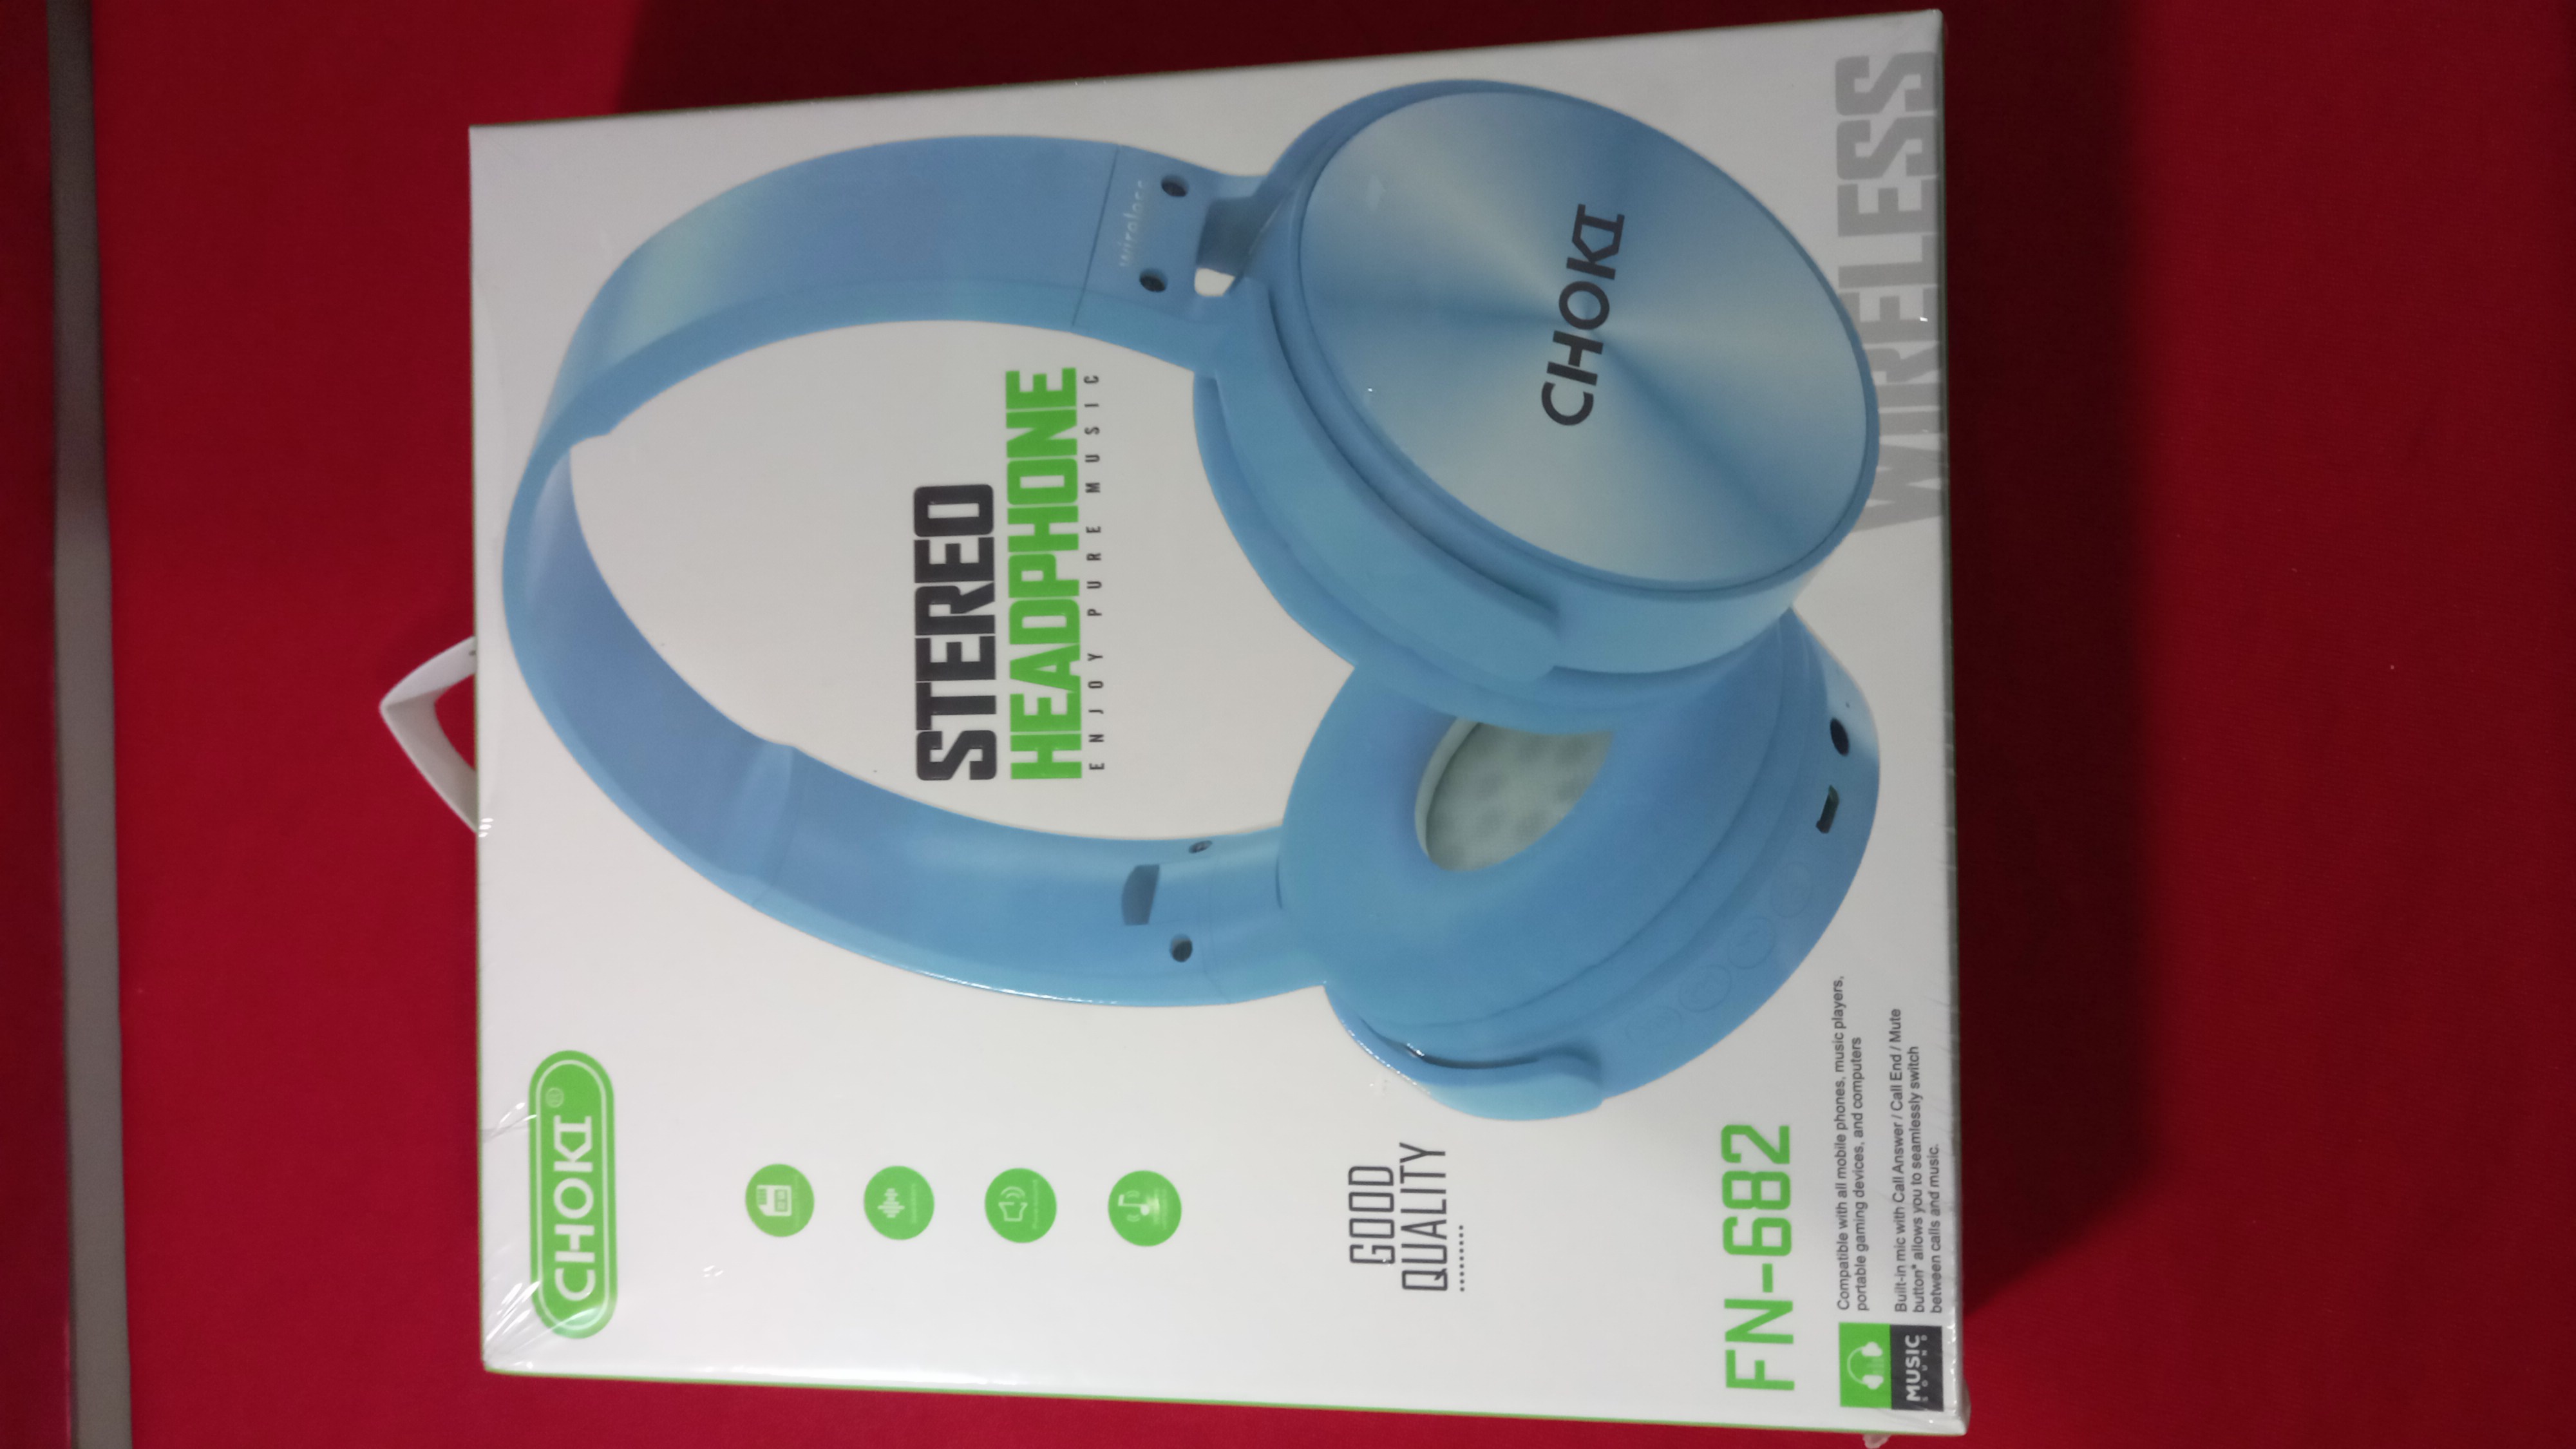 CHOKI®
STEREO
HEADPHONE
ENJOY PURE MUSIC
wireless
GOOD
QUALITY
CHOKI
FN-682
MUSIC
SOUND
Compatible with all mobile phones, music players,
portable gaming devices, and computers
Built-in mic with Call Answer / Call End / Mute
button* allows you to seamlessly switch
between calls and music.
WIRELESS